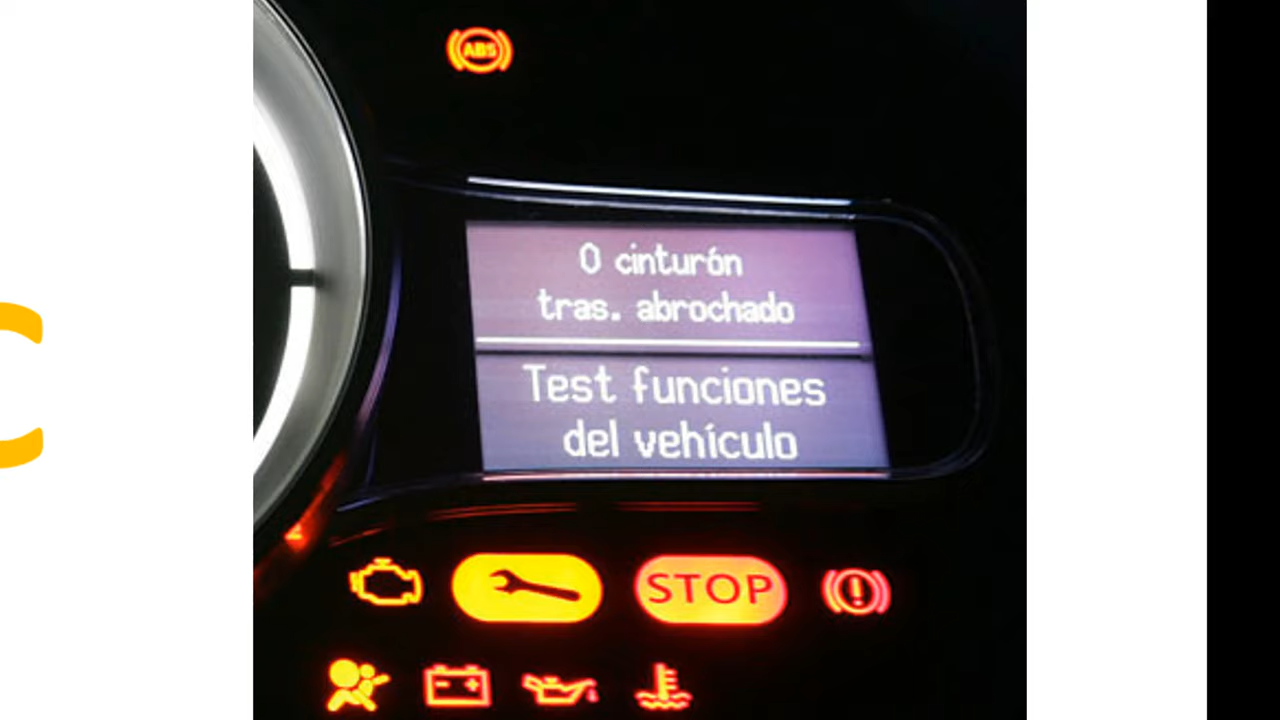 ABS
0 cinturón
tras. abrochado
Test funciones
del vehículo
STOP